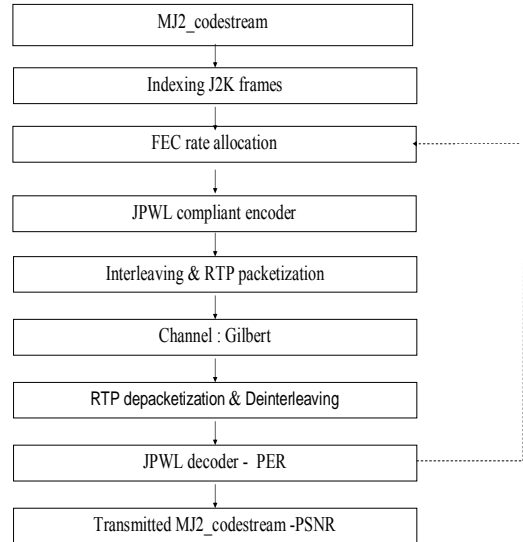 MJ2_codestream
Indexing J2K frames
FEC rate allocation
JPWL compliant encoder
Interleaving & RTP packetization
Channel : Gilbert
RTP depacketization & Deinterleaving
JPWL decoder - PER
Transmitted MJ2_codestream -PSNR